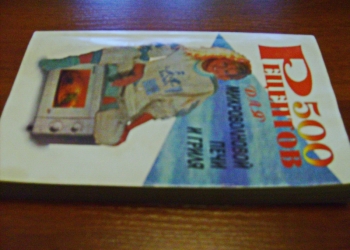 500
РЕЦЕПТОВ
ДЛЯ
МИКРОВОЛНОВОЙ
ПЕЧИ
И ГРИЛЯ